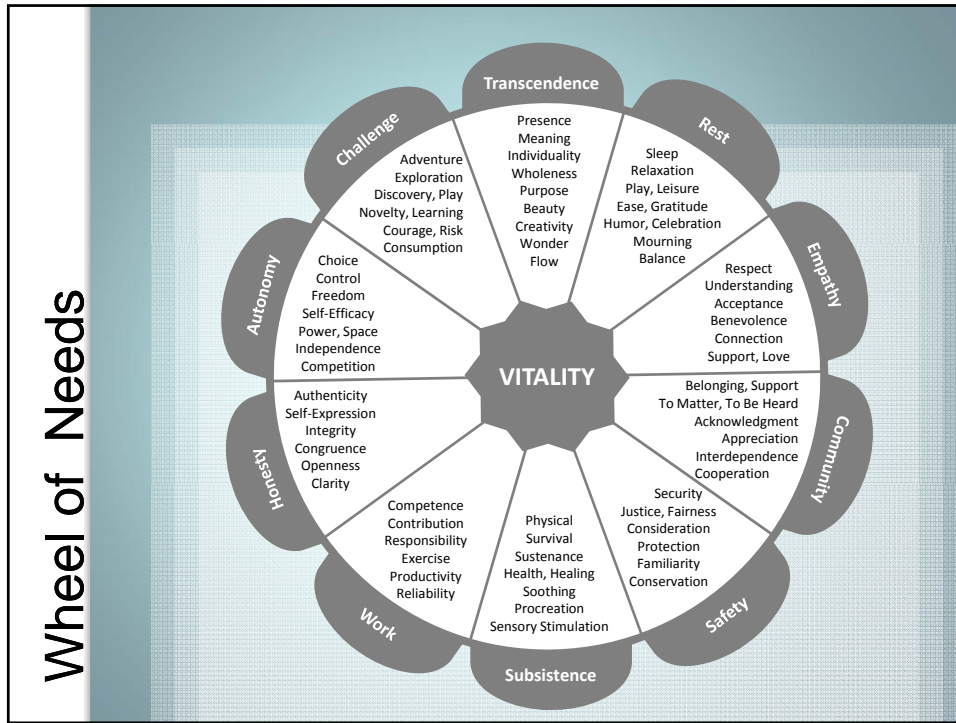 Wheel of Needs
Transcendence
Presence
Meaning
Individuality
Wholeness
Purpose
Beauty
Creativity
Wonder
Flow
Rest
Sleep
Relaxation
Play, Leisure
Ease, Gratitude
Humor, Celebration
Mourning
Balance
Empathy
Respect
Understanding
Acceptance
Benevolence
Connection
Support, Love
Community
Belonging, Support
To Matter, To Be Heard
Acknowledgment
Appreciation
Interdependence
Cooperation
Safety
Security
Justice, Fairness
Consideration
Protection
Familiarity
Conservation
Subsistence
Physical
Survival
Sustenance
Health, Healing
Soothing
Procreation
Sensory Stimulation
Work
Competence
Contribution
Responsibility
Exercise
Productivity
Reliability
Honesty
Authenticity
Self-Expression
Integrity
Congruence
Openness
Clarity
Autonomy
Choice
Control
Freedom
Self-Efficacy
Power, Space
Independence
Competition
Challenge
Adventure
Exploration
Discovery, Play
Novelty, Learning
Courage, Risk
Consumption
VITALITY